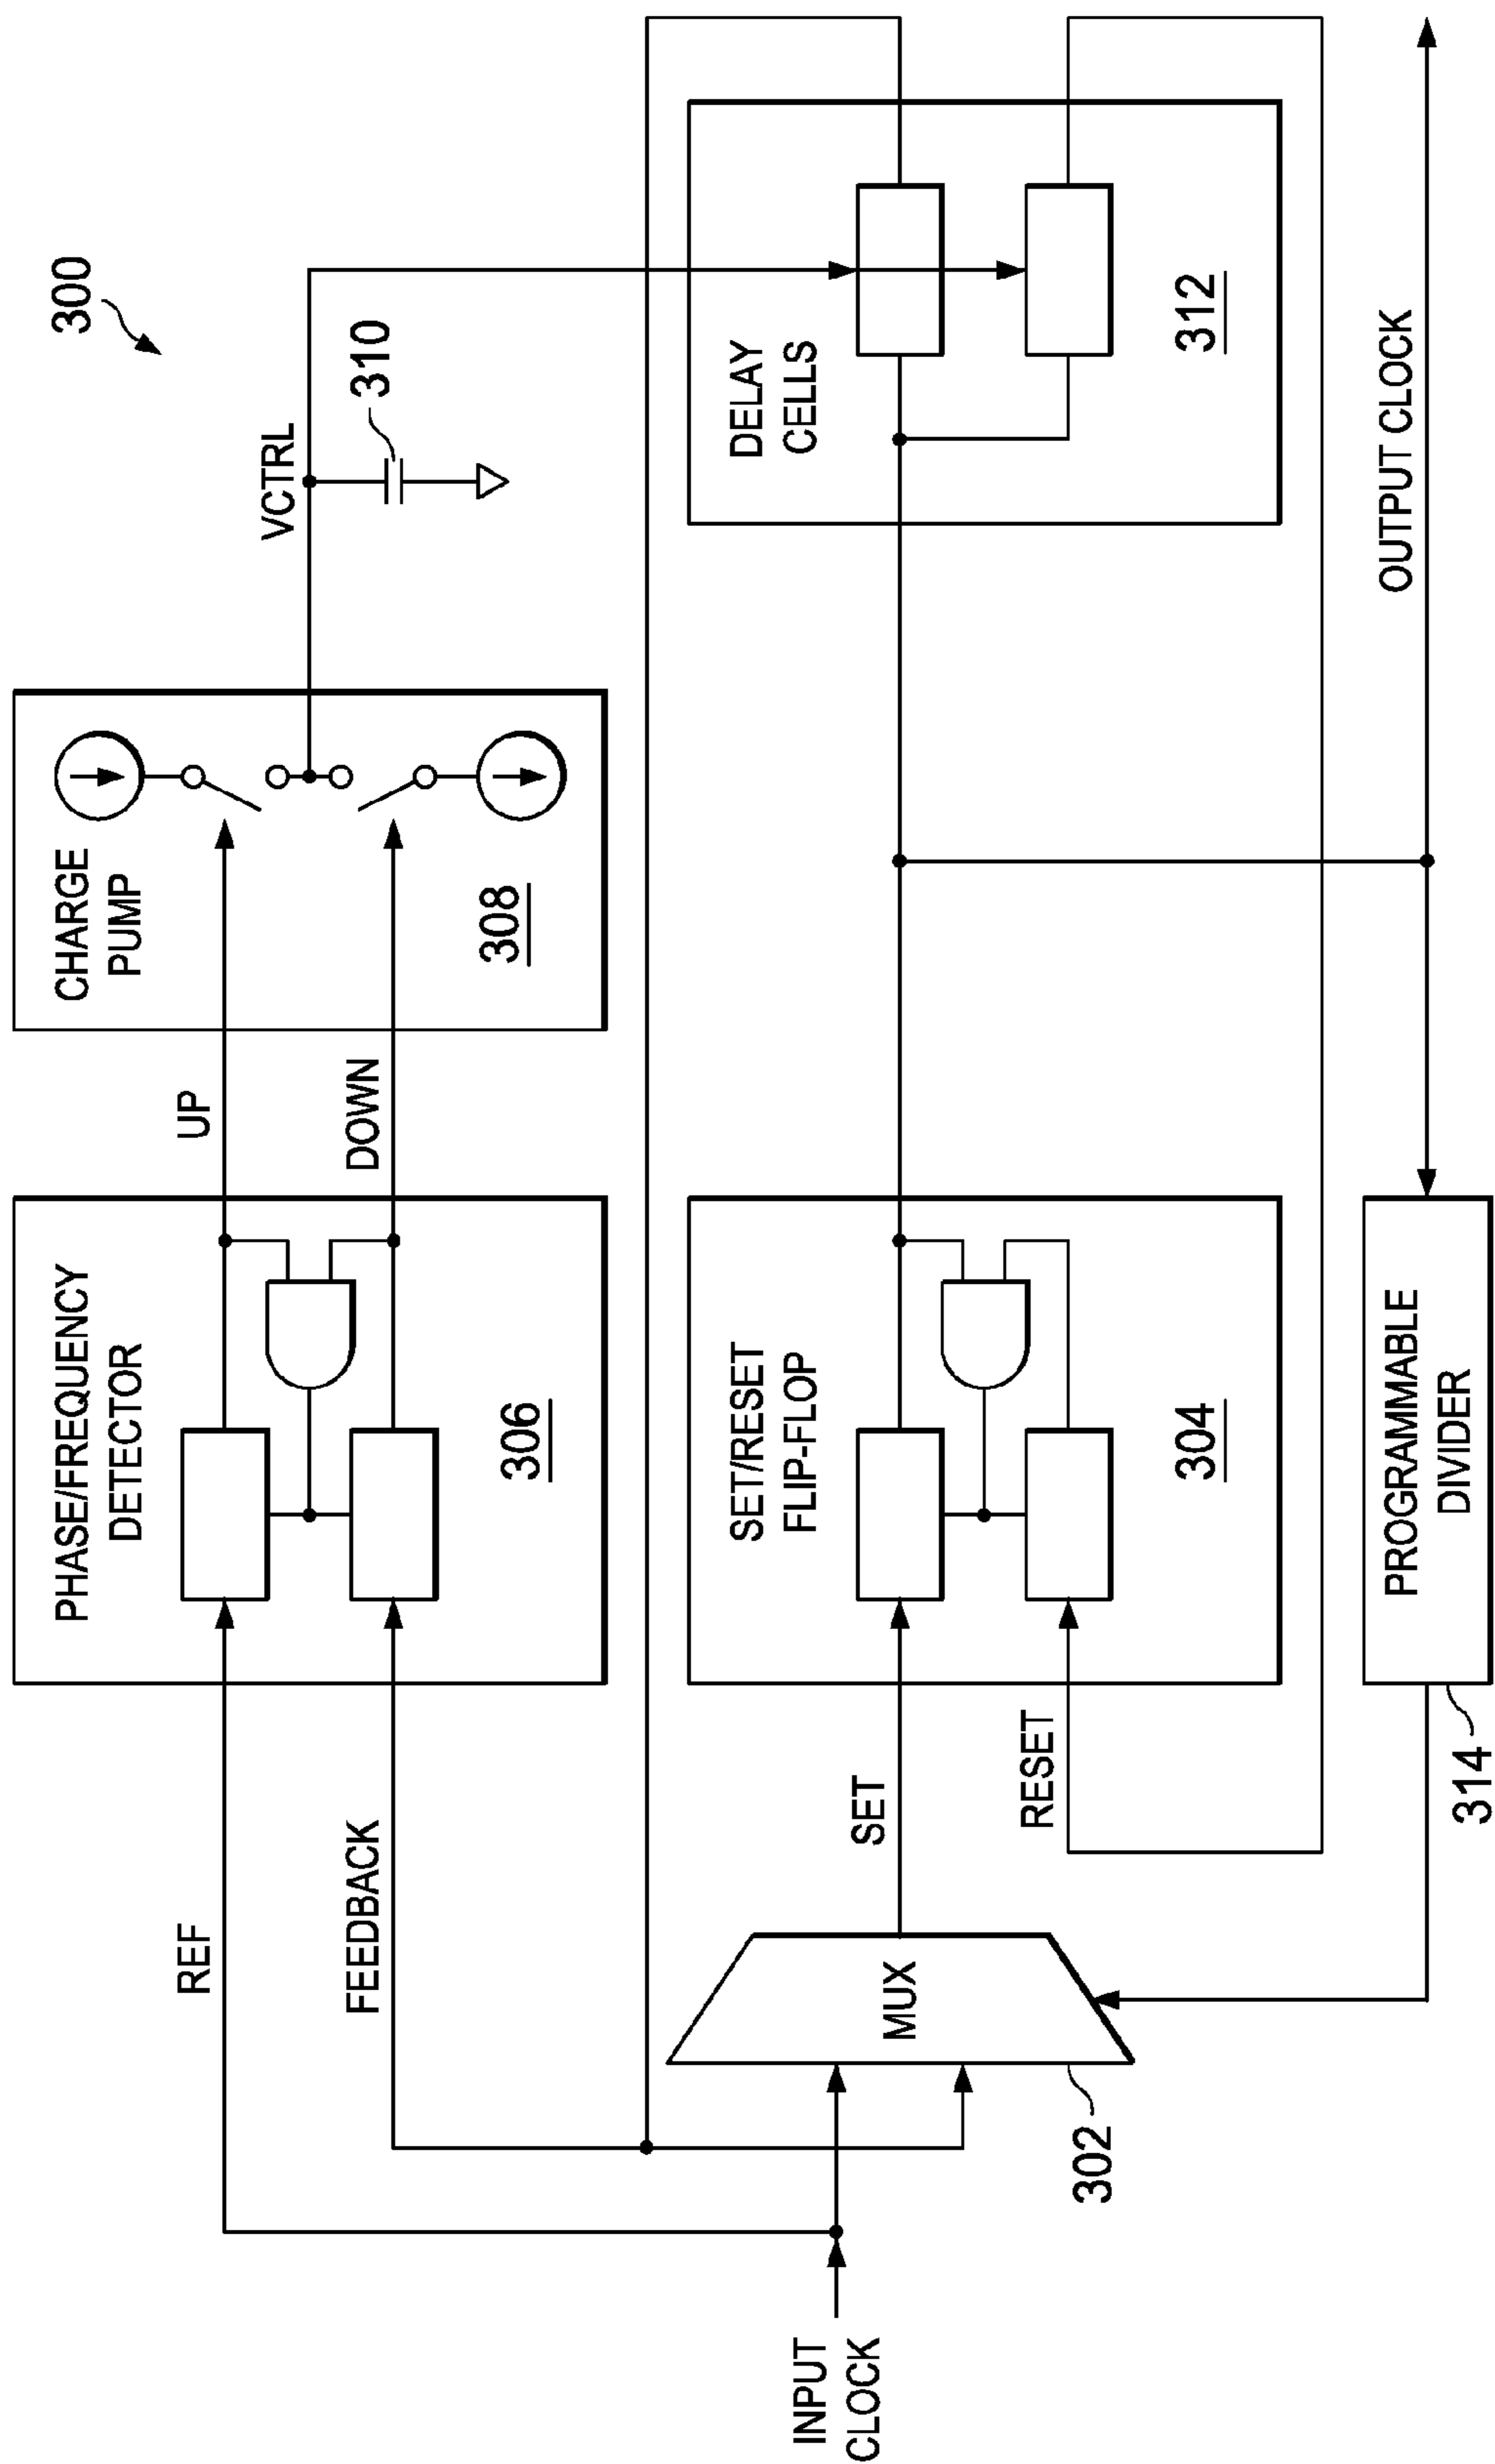 300
PHASE/FREQUENCY
DETECTOR
306
CHARGE
PUMP
308
UP
DOWN
VCTRL
310
REF
FEEDBACK
INPUT
CLOCK
MUX
302
SET
RESET
SET/RESET
FLIP-FLOP
304
DELAY
CELLS
312
PROGRAMMABLE
DIVIDER
314
OUTPUT CLOCK